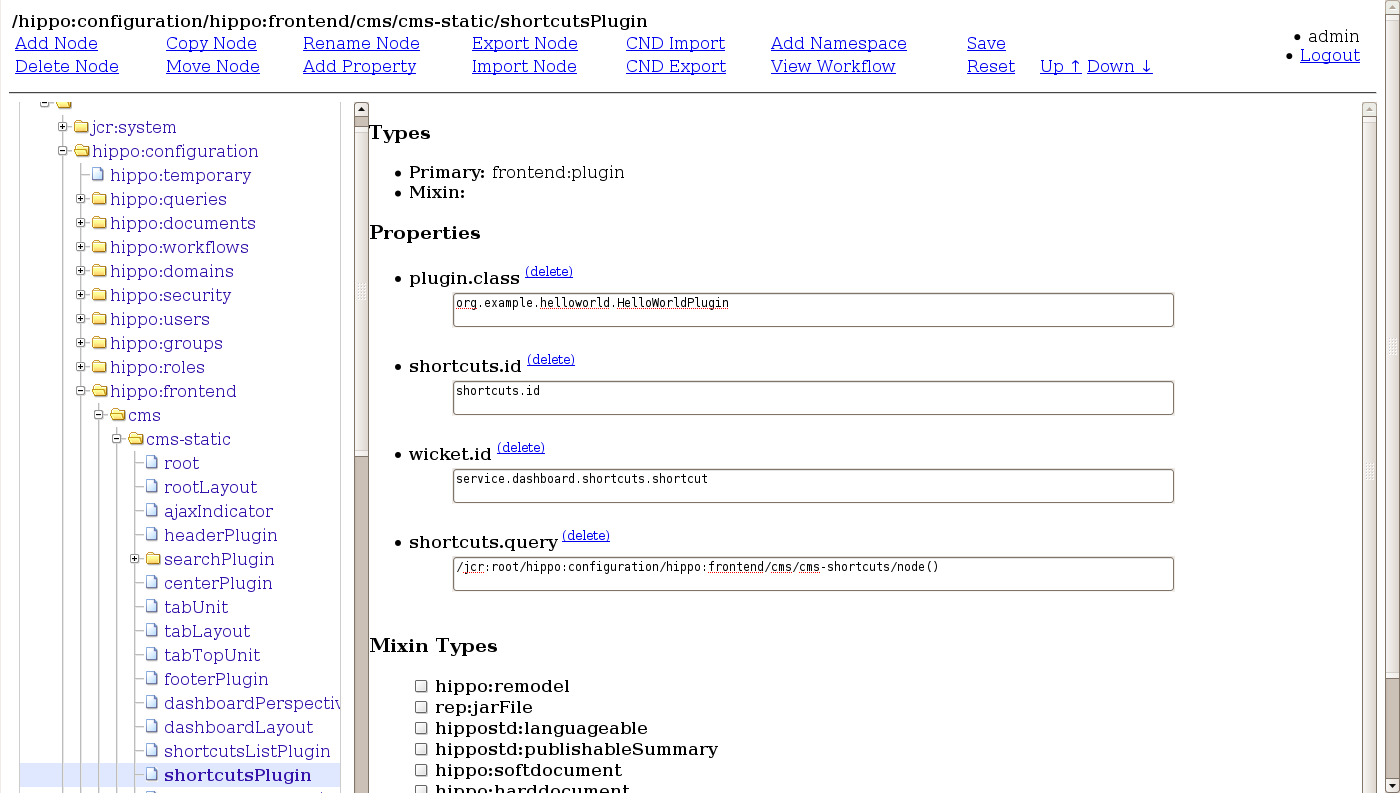 /hippo:configuration/hippo:frontend/cms/cms-static/shortcutsPlugin
Add Node Copy Node Rename Node Export Node CND Import Add Namespace Save
Delete Node Move Node Add Property Import Node CND Export View Workflow Reset Up ↑ Down ↓
• admin
• Logout
jcr:system
hippo:configuration
hippo:temporary
hippo:queries
hippo:documents
hippo:workflows
hippo:domains
hippo:security
hippo:users
hippo:groups
hippo:roles
hippo:frontend
cms
cms-static
root
rootLayout
ajaxIndicator
headerPlugin
searchPlugin
centerPlugin
tabUnit
tabLayout
tabTopUnit
footerPlugin
dashboardPerspectiv
dashboardLayout
shortcutsListPlugin
shortcutsPlugin
Types
• Primary: frontend:plugin
• Mixin:
Properties
• plugin.class (delete)
org.example.helloworld.HelloWorldPlugin
• shortcuts.id (delete)
shortcuts.id
• wicket.id (delete)
service.dashboard.shortcuts.shortcut
• shortcuts.query (delete)
/jcr:root/hippo:configuration/hippo:frontend/cms/cms-shortcuts/node()
Mixin Types
hippo:remodel
rep:jarFile
hippostd:languageable
hippostd:publishableSummary
hippo:softdocument
hippo:harddocument